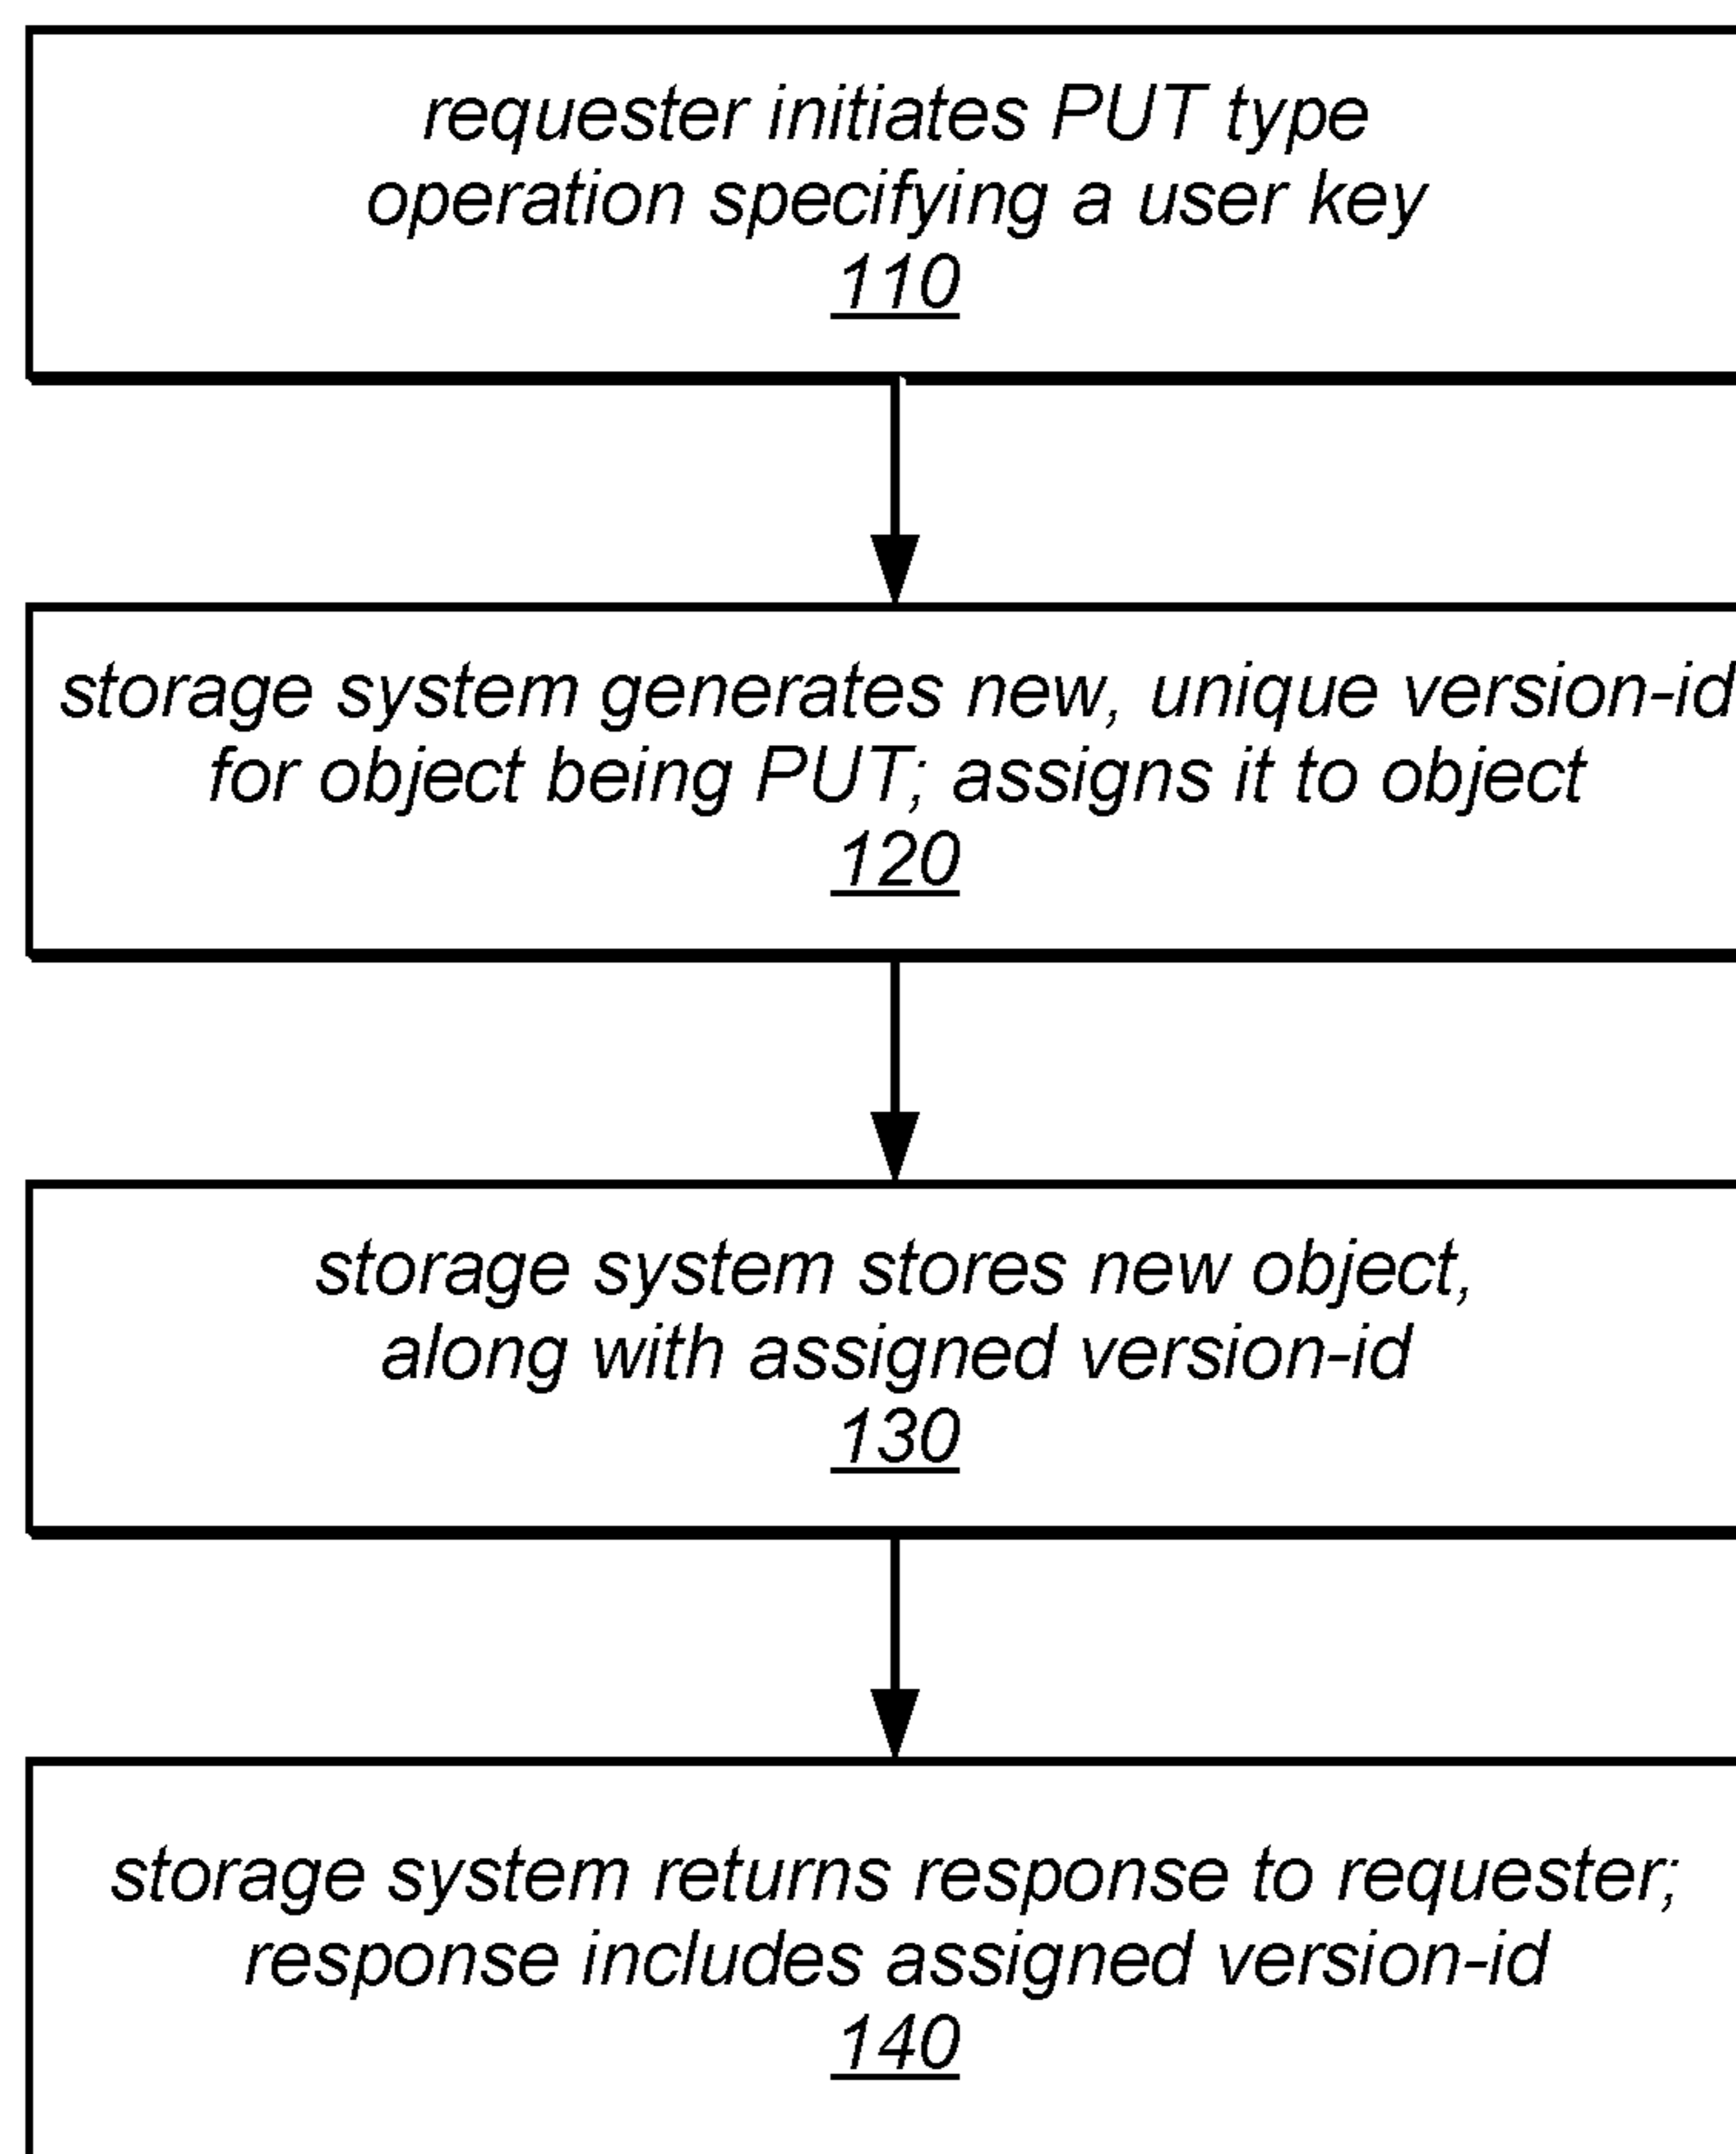 requester initiates PUT type
operation specifying a user key
110
storage system generates new, unique version-id
for object being PUT; assigns it to object
120
storage system stores new object,
along with assigned version-id
130
storage system returns response to requester;
response includes assigned version-id
140